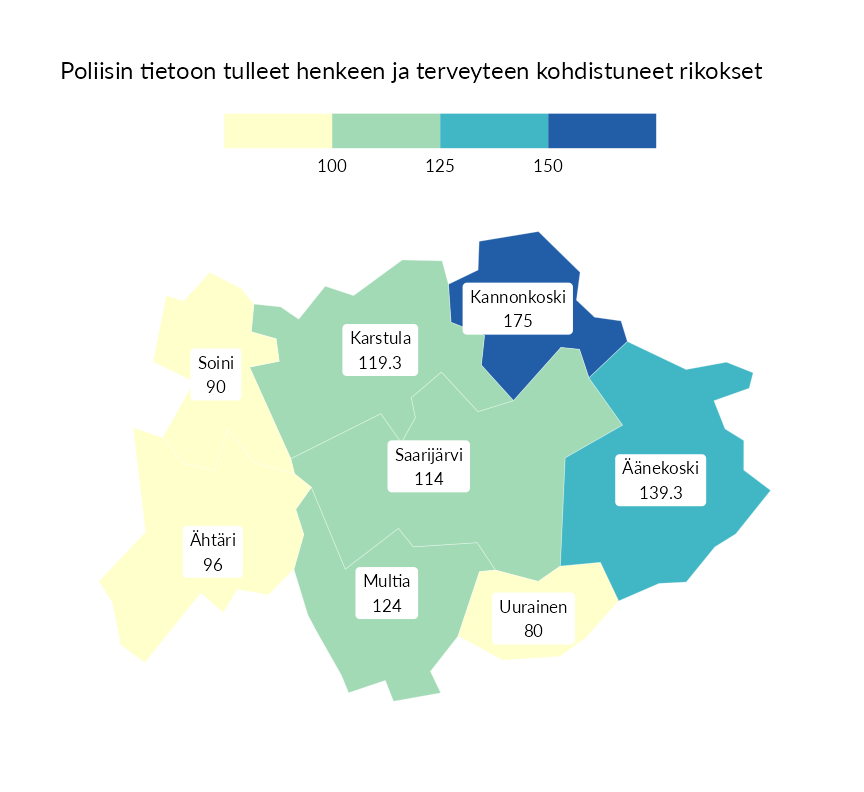 Poliisin tietoon tulleet henkeen ja terveyteen kohdistuneet rikokset
100 125 150
Kannonkoski
175
Karstula
119.3
Soini
90
Saarijärvi
114
Äänekoski
139.3
Ähtäri
96
Multia
124
Uurainen
80